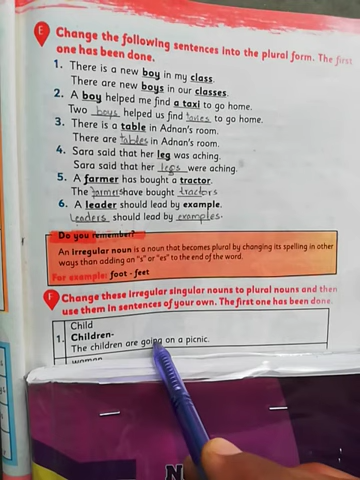 E Change the following sentences into the plural form. The first
one has been done.
1. There is a new boy in my class.
There are new boys in our classes.
2. A boy helped me find a taxi to go home.
Two boys helped us find taxies to go home.
3. There is a table in Adnan's room.
There are tables in Adnan's room.
4. Sara said that her leg was aching.
Sara said that her legs were aching.
5. A farmer has bought a tractor.
The farmers have bought tractors
6. A leader should lead by example.
Leaders should lead by examples.
Do you remember?
An irregular noun is a noun that becomes plural by changing its spelling in other
ways than adding an "s" or "es" to the end of the word.
For example: foot - feet
F Change these irregular singular nouns to plural nouns and then
use them in sentences of your own. The first one has been done.
Child
1. Children-
The children are going on a picnic.
woman
N